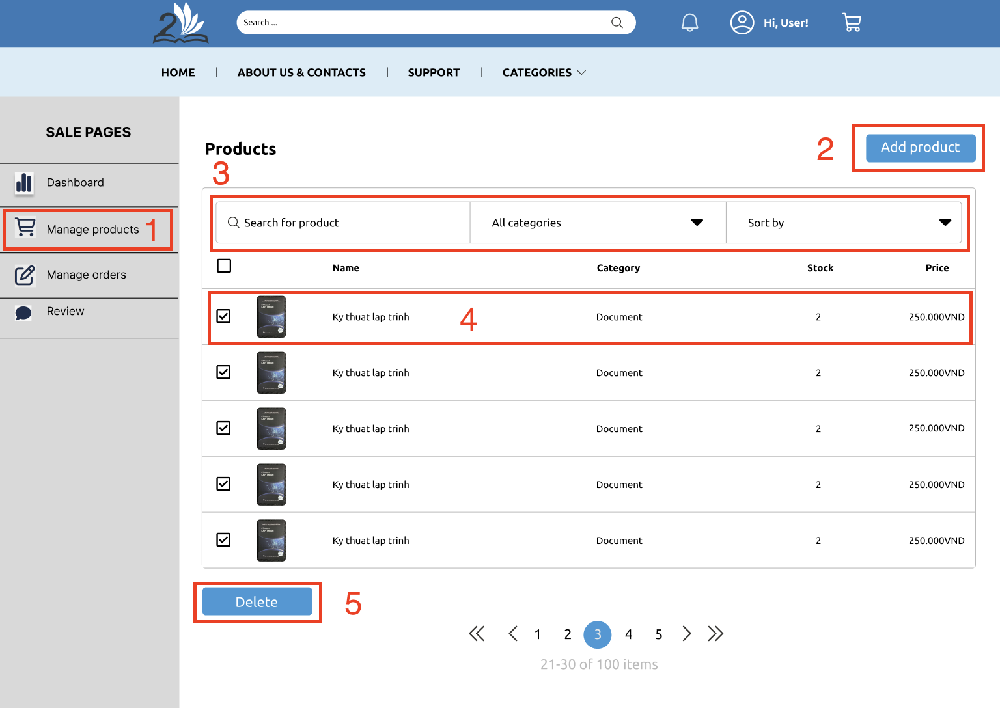 2
Search ...
Hi, User!
HOME | ABOUT US & CONTACTS | SUPPORT | CATEGORIES
SALE PAGES
Dashboard
Manage products 1
Manage orders
Review
Products
2 Add product
3
Search for product All categories Sort by
Name Category Stock Price
Ky thuat lap trinh 4 Document 2 250.000VND
Ky thuat lap trinh Document 2 250.000VND
Ky thuat lap trinh Document 2 250.000VND
Ky thuat lap trinh Document 2 250.000VND
Ky thuat lap trinh Document 2 250.000VND
Delete 5
1 2 3 4 5
21-30 of 100 items